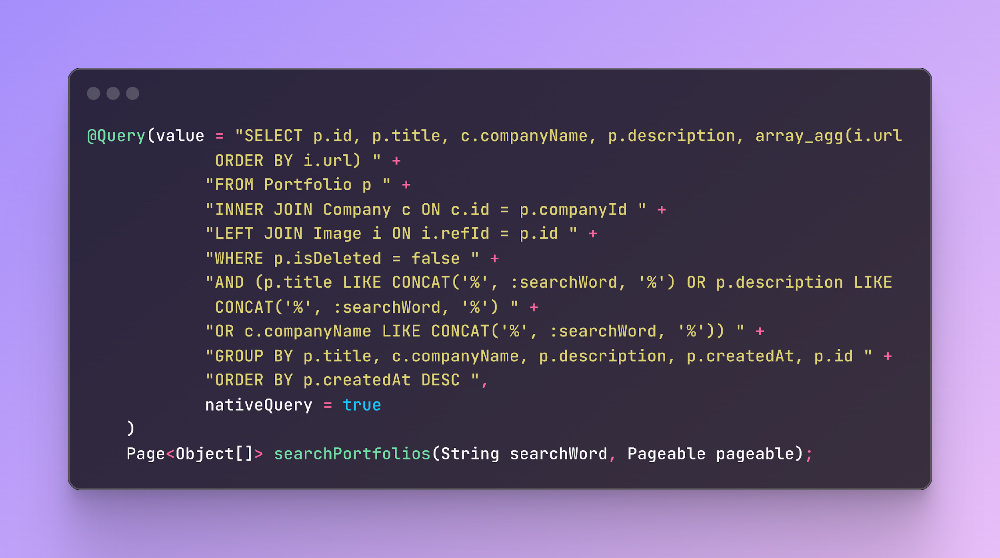 @Query(value = "SELECT p.id, p.title, c.companyName, p.description, array_agg(i.url
ORDER BY i.url) " +
"FROM Portfolio p " +
"INNER JOIN Company c ON c.id = p.companyId " +
"LEFT JOIN Image i ON i.refId = p.id " +
"WHERE p.isDeleted = false " +
"AND (p.title LIKE CONCAT('%', :searchWord, '%') OR p.description LIKE
CONCAT('%', :searchWord, '%') " +
"OR c.companyName LIKE CONCAT('%', :searchWord, '%')) " +
"GROUP BY p.title, c.companyName, p.description, p.createdAt, p.id " +
"ORDER BY p.createdAt DESC ",
nativeQuery = true
)
Page<Object[]> searchPortfolios(String searchWord, Pageable pageable);